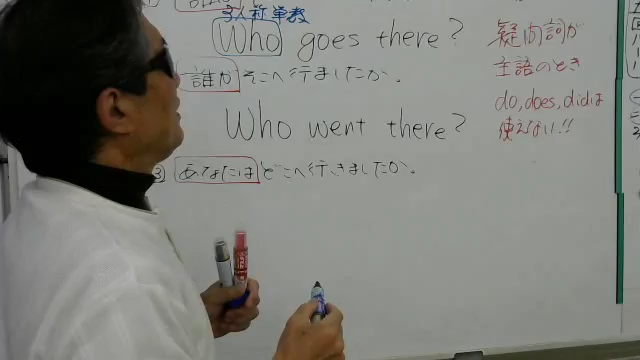 3人称単数
Who goes there?
誰が そこへ行ましたか。
Who went there?
③ あなたは どこへ行きましたか。
疑問詞が
主語のとき
do, does, didは
使えない!!